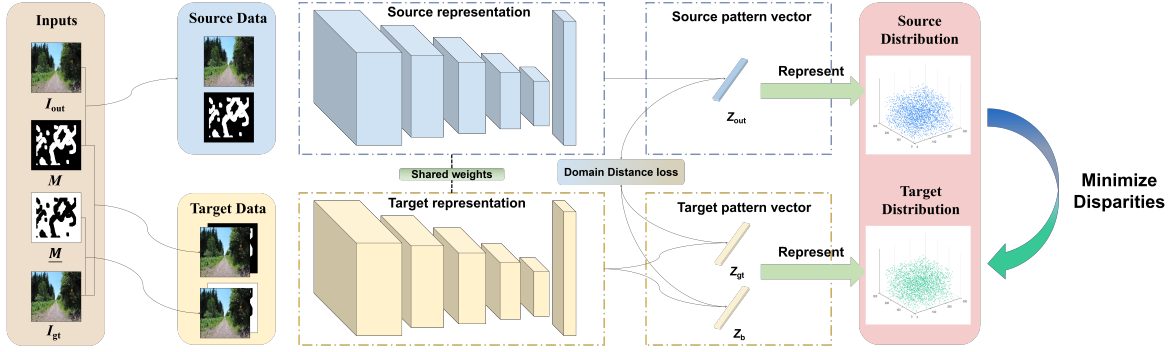 Inputs
I_out
M
M
I_gt
Source Data
Target Data
Source representation
Shared weights
Target representation
Source pattern vector
Z_out
Domain Distance loss
Target pattern vector
Z_gt
Z_b
Represent
Represent
Source
Distribution
Target
Distribution
Minimize
Disparities